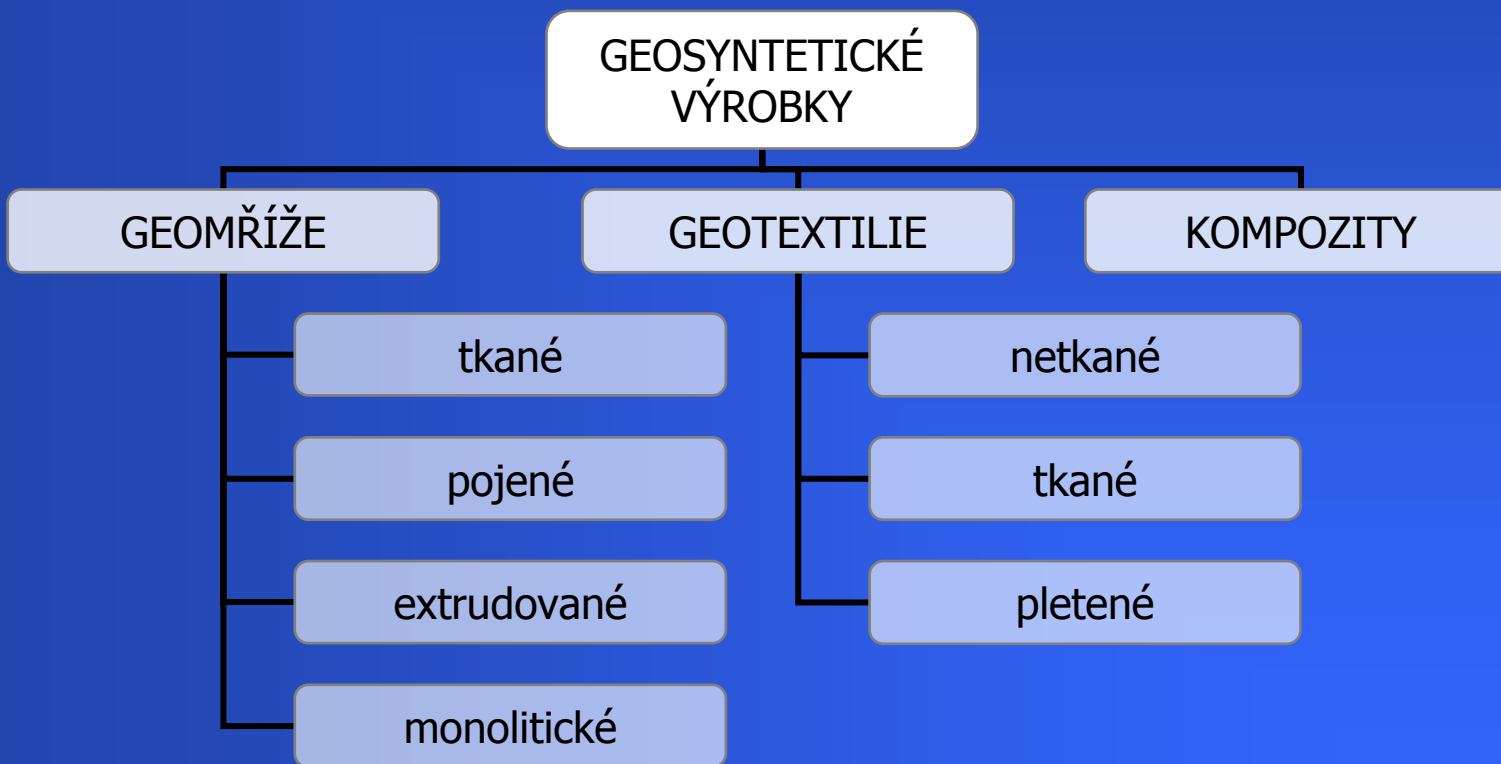 GEOSYNTETICKÉ
VÝROBKY
GEOMŘÍŽE
GEOTEXTILIE
KOMPOZITY
tkané
pojené
extrudované
monolitické
netkané
tkané
pletené